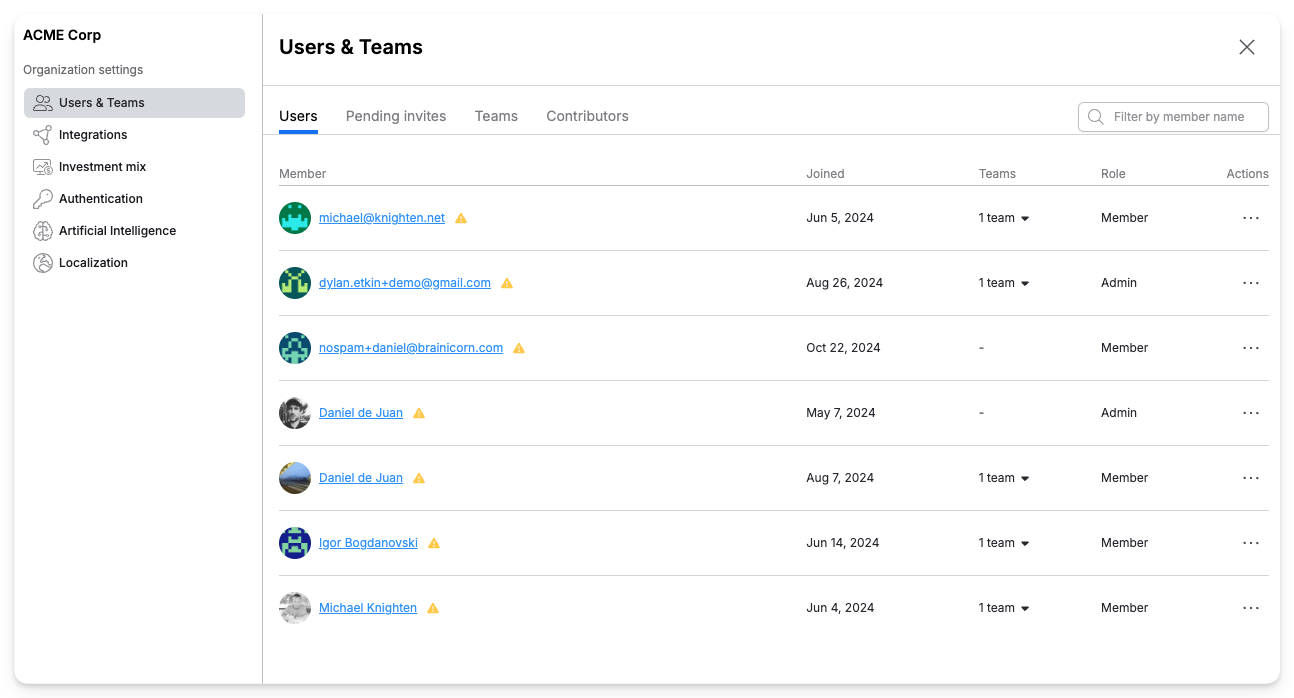 ACME Corp
Organization settings
Users & Teams
Integrations
Investment mix
Authentication
Artificial Intelligence
Localization
Users & Teams
Users Pending invites Teams Contributors Filter by member name
Member Joined Teams Role Actions
michael@knighten.net Jun 5, 2024 1 team Member ...
dylan.etkin+demo@gmail.com Aug 26, 2024 1 team Admin ...
nospam+daniel@brainicorn.com Oct 22, 2024 - Member ...
Daniel de Juan May 7, 2024 - Admin ...
Daniel de Juan Aug 7, 2024 1 team Member ...
Igor Bogdanovski Jun 14, 2024 1 team Member ...
Michael Knighten Jun 4, 2024 1 team Member ...